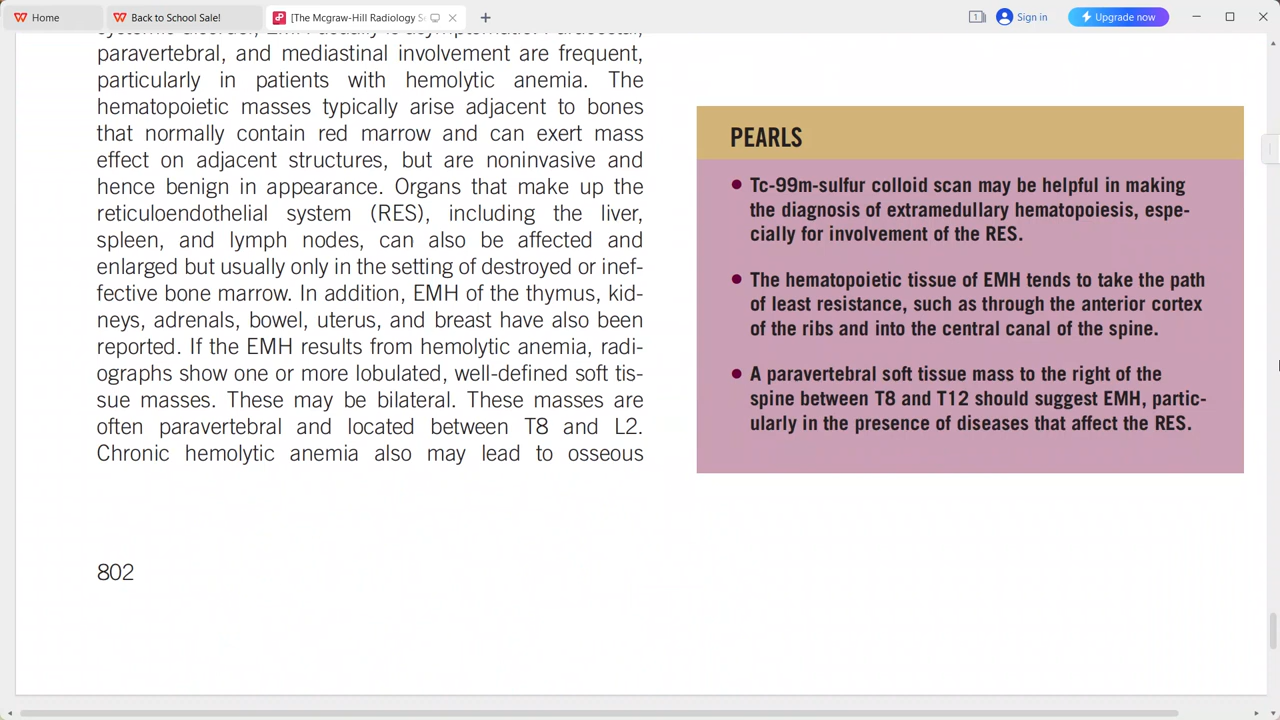 Home
Back to School Sale!
[The Mcgraw-Hill Radiology S
Sign in
Upgrade now
paravertebral, and mediastinal involvement are frequent,
particularly in patients with hemolytic anemia. The
hematopoietic masses typically arise adjacent to bones
that normally contain red marrow and can exert mass
effect on adjacent structures, but are noninvasive and
hence benign in appearance. Organs that make up the
reticuloendothelial system (RES), including the liver,
spleen, and lymph nodes, can also be affected and
enlarged but usually only in the setting of destroyed or inef-
fective bone marrow. In addition, EMH of the thymus, kid-
neys, adrenals, bowel, uterus, and breast have also been
reported. If the EMH results from hemolytic anemia, radi-
ographs show one or more lobulated, well-defined soft tis-
sue masses. These may be bilateral. These masses are
often paravertebral and located between T8 and L2.
Chronic hemolytic anemia also may lead to osseous
802
PEARLS
• Tc-99m-sulfur colloid scan may be helpful in making
the diagnosis of extramedullary hematopoiesis, espe-
cially for involvement of the RES.
• The hematopoietic tissue of EMH tends to take the path
of least resistance, such as through the anterior cortex
of the ribs and into the central canal of the spine.
• A paravertebral soft tissue mass to the right of the
spine between T8 and T12 should suggest EMH, partic-
ularly in the presence of diseases that affect the RES.